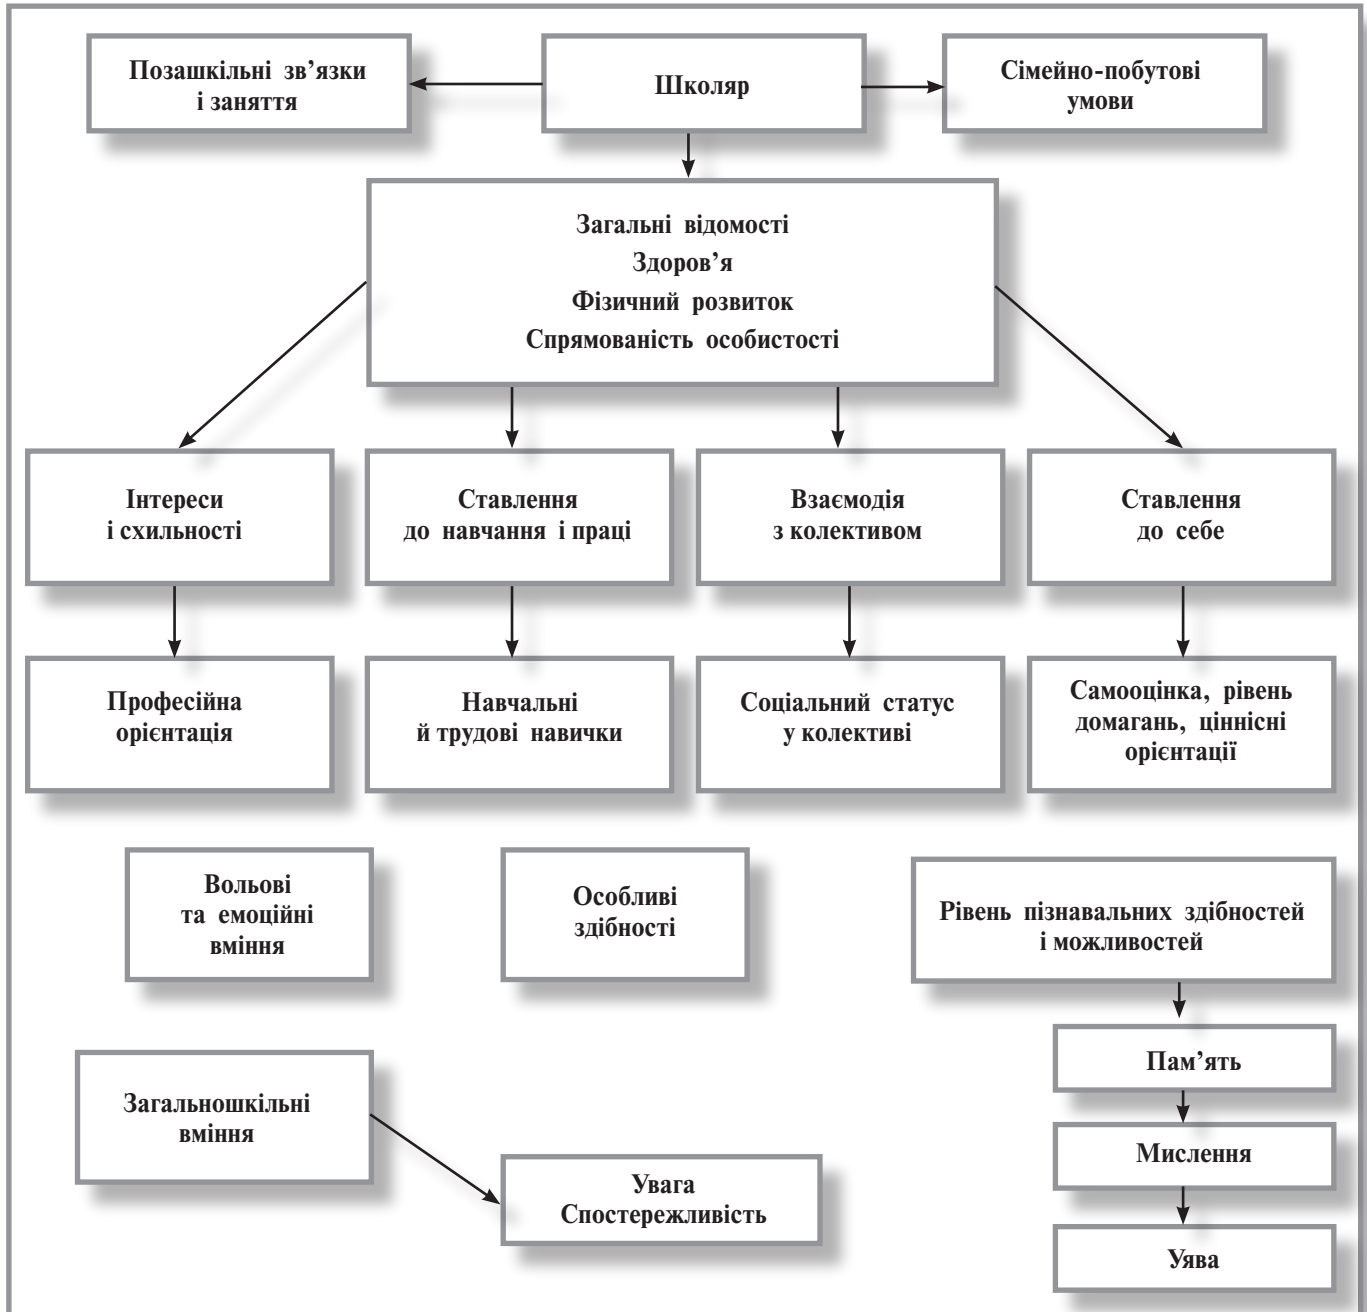 Позашкільні зв'язки
і заняття
Школяр
Сімейно-побутові
умови
Загальні відомості
Здоров’я
Фізичний розвиток
Спрямованість особистості
Інтереси
і схильності
Ставлення
до навчання і праці
Взаємодія
з колективом
Ставлення
до себе
Професійна
орієнтація
Навчальні
й трудові навички
Соціальний статус
у колективі
Самооцінка, рівень
домагань, ціннісні
орієнтації
Вольові
та емоційні
вміння
Особливі
здібності
Рівень пізнавальних здібностей
і можливостей
Пам’ять
Загальношкільні
вміння
Мислення
Увага
Спостережливість
Уява